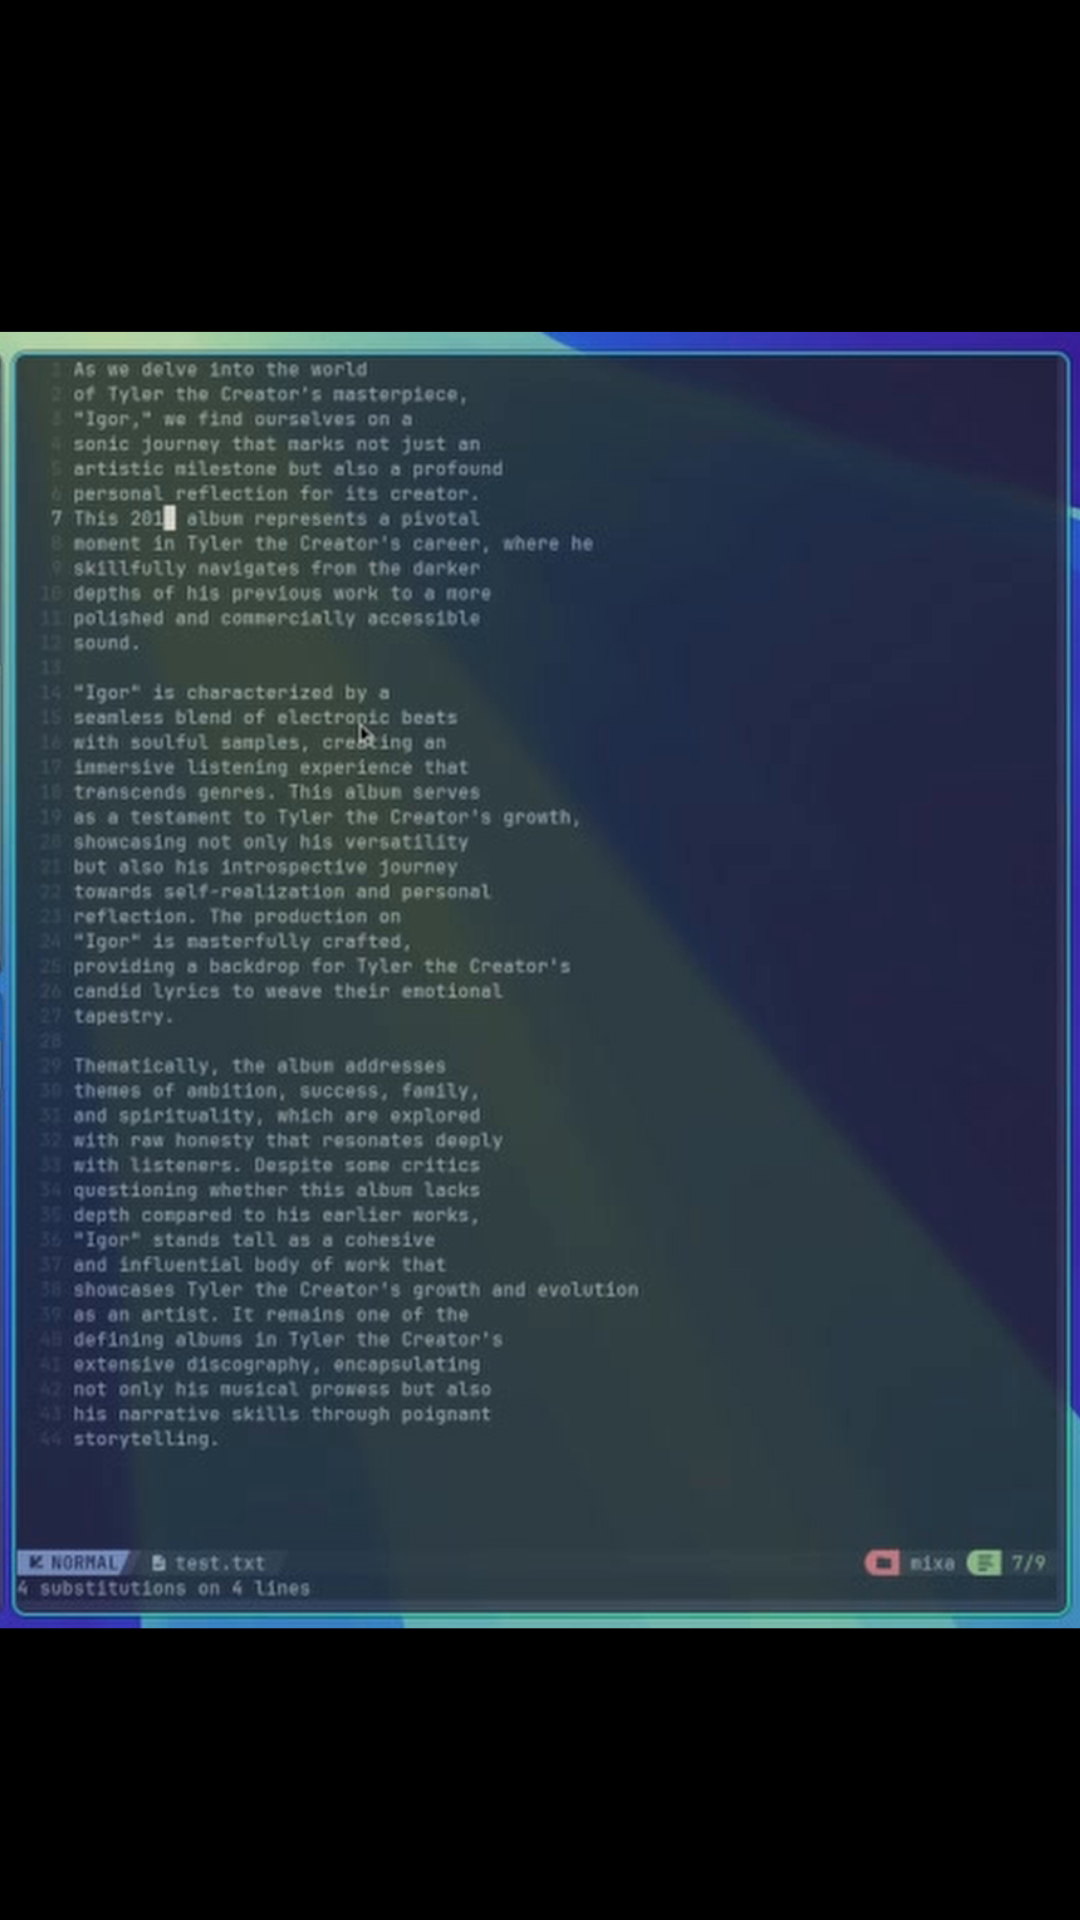 1 As we delve into the world
2 of Tyler the Creator's masterpiece,
3 "Igor," we find ourselves on a
4 sonic journey that marks not just an
5 artistic milestone but also a profound
6 personal reflection for its creator.
7 This 201 album represents a pivotal
8 moment in Tyler the Creator's career, where he
9 skillfully navigates from the darker
10 depths of his previous work to a more
11 polished and commercially accessible
12 sound.
13
14 "Igor" is characterized by a
15 seamless blend of electronic beats
16 with soulful samples, creating an
17 immersive listening experience that
18 transcends genres. This album serves
19 as a testament to Tyler the Creator's growth,
20 showcasing not only his versatility
21 but also his introspective journey
22 towards self-realization and personal
23 reflection. The production on
24 "Igor" is masterfully crafted,
25 providing a backdrop for Tyler the Creator's
26 candid lyrics to weave their emotional
27 tapestry.
28
29 Thematically, the album addresses
30 themes of ambition, success, family,
31 and spirituality, which are explored
32 with raw honesty that resonates deeply
33 with listeners. Despite some critics
34 questioning whether this album lacks
35 depth compared to his earlier works,
36 "Igor" stands tall as a cohesive
37 and influential body of work that
38 showcases Tyler the Creator's growth and evolution
39 as an artist. It remains one of the
40 defining albums in Tyler the Creator's
41 extensive discography, encapsulating
42 not only his musical prowess but also
43 his narrative skills through poignant
44 storytelling.
NORMAL test.txt mixa 7/9
4 substitutions on 4 lines